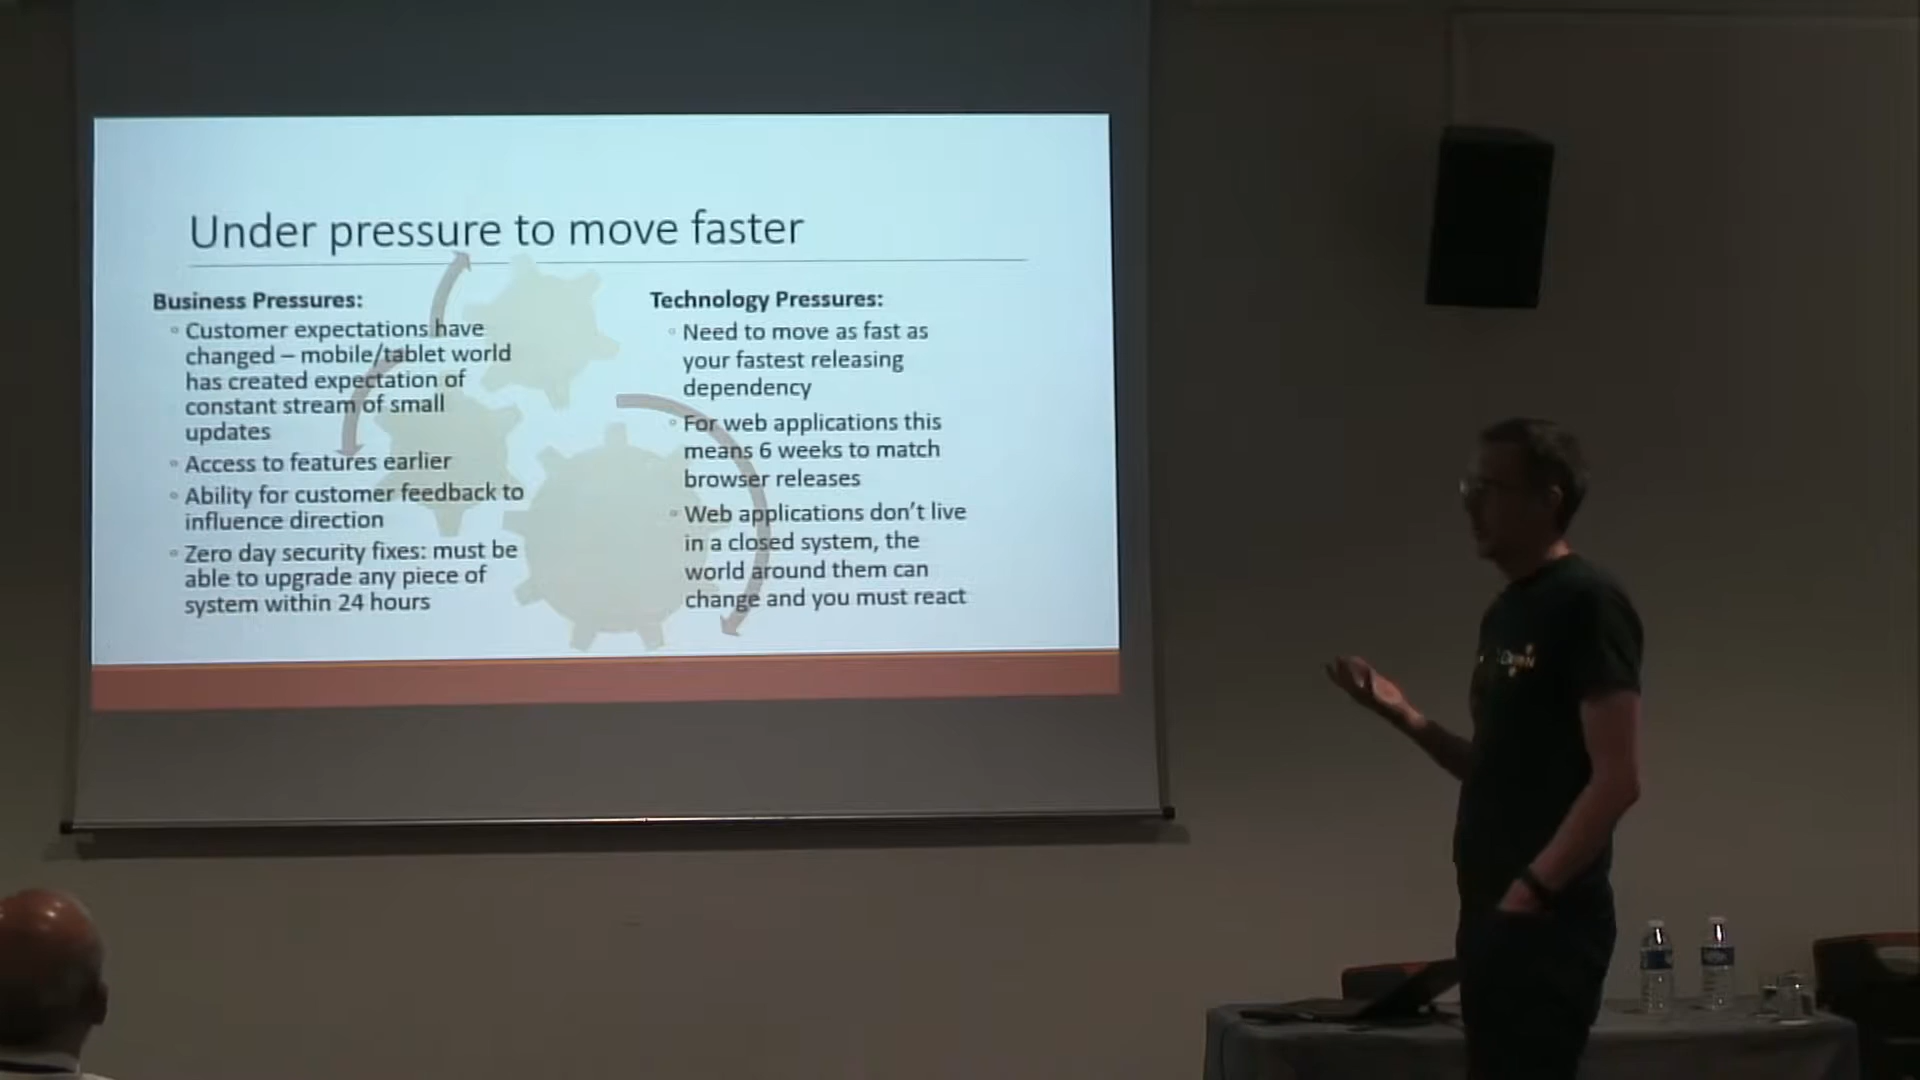 Under pressure to move faster
Business Pressures:
Customer expectations have
changed – mobile/tablet world
has created expectation of
constant stream of small
updates
Access to features earlier
Ability for customer feedback to
influence direction
Zero day security fixes: must be
able to upgrade any piece of
system within 24 hours
Technology Pressures:
Need to move as fast as
your fastest releasing
dependency
For web applications this
means 6 weeks to match
browser releases
Web applications don’t live
in a closed system, the
world around them can
change and you must react